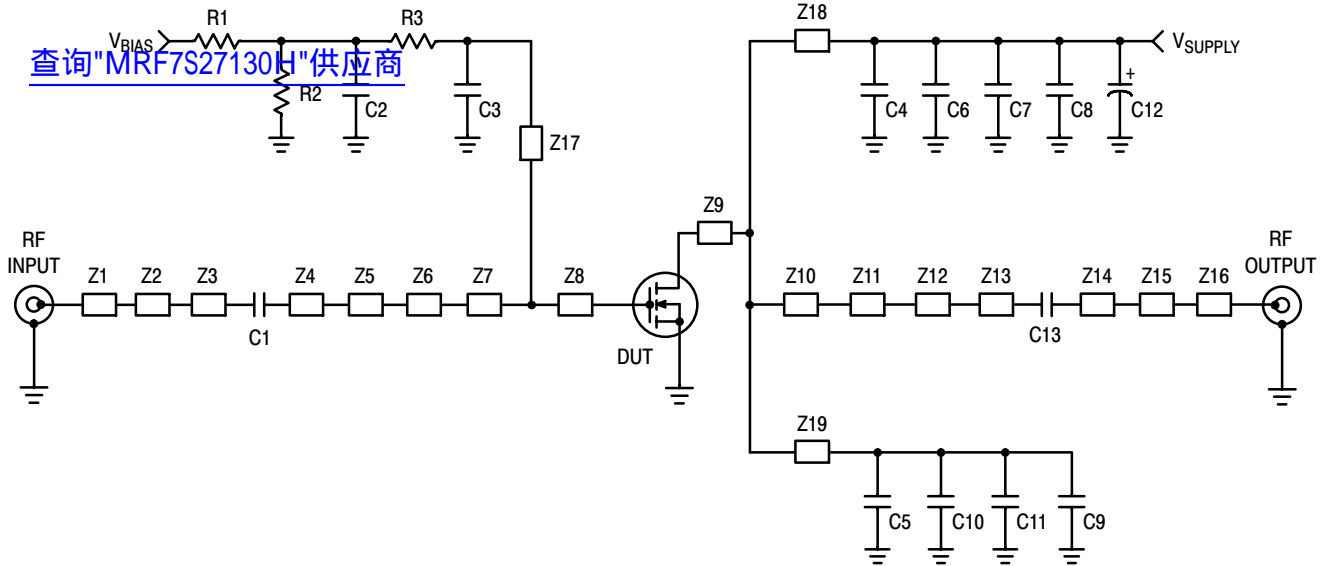 R1
R3
Z18
VBIAS
VSUPPLY
查询"MRF7S27130H"供应商
R2
C2
C3
C4
C6
C7
C8
+
C12
Z17
Z9
RF
INPUT
Z1
Z2
Z3
Z4
Z5
Z6
Z7
Z8
Z10
Z11
Z12
Z13
Z14
Z15
Z16
RF
OUTPUT
C1
DUT
C13
Z19
C5
C10
C11
C9